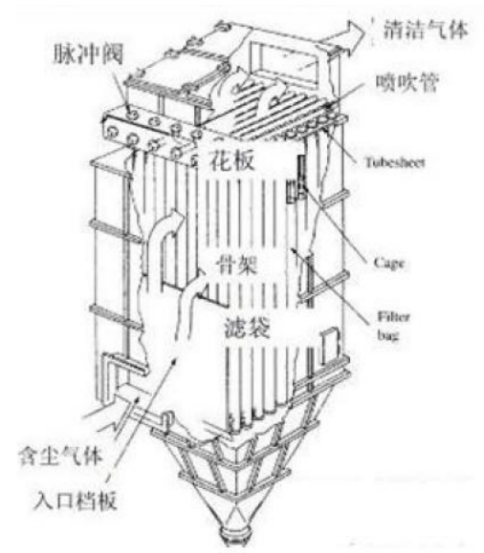 清洁气体
脉冲阀
喷吹管
花板
Tubesheet
骨架
Cage
滤袋
Filter
bag
含尘气体
入口档板